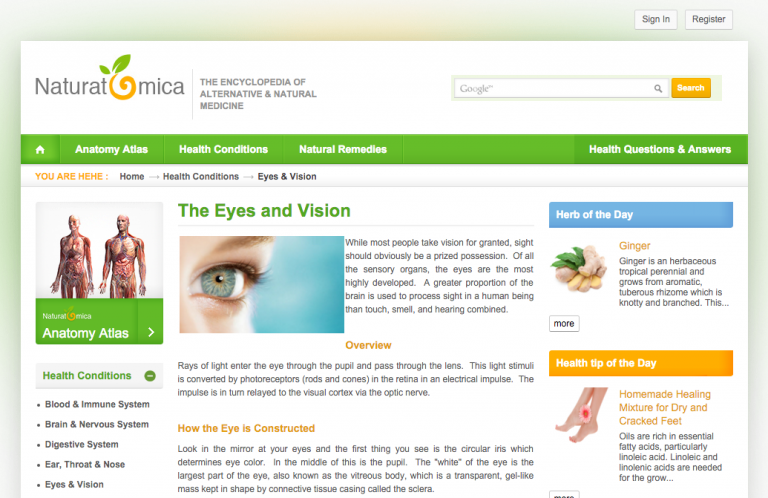 Sign In
Register
Naturatomica
THE ENCYCLOPEDIA OF
ALTERNATIVE & NATURAL
MEDICINE
Google™
Search
Anatomy Atlas
Health Conditions
Natural Remedies
Health Questions & Answers
YOU ARE HEHE :
Home → Health Conditions → Eyes & Vision
Naturatomica
Anatomy Atlas
Health Conditions
• Blood & Immune System
• Brain & Nervous System
• Digestive System
• Ear, Throat & Nose
• Eyes & Vision
The Eyes and Vision
While most people take vision for granted, sight
should obviously be a prized possession. Of all
the sensory organs, the eyes are the most
highly developed. A greater proportion of the
brain is used to process sight in a human being
than touch, smell, and hearing combined.
Overview
Rays of light enter the eye through the pupil and pass through the lens. This light stimuli
is converted by photoreceptors (rods and cones) in the retina in an electrical impulse. The
impulse is in turn relayed to the visual cortex via the optic nerve.
How the Eye is Constructed
Look in the mirror at your eyes and the first thing you see is the circular iris which
determines eye color. In the middle of this is the pupil. The "white" of the eye is the
largest part of the eye, also known as the vitreous body, which is a transparent, gel-like
mass kept in shape by connective tissue casing called the sclera.
Herb of the Day
Ginger
Ginger is an herbaceous
tropical perennial and
grows from aromatic,
tuberous rhizome which is
knotty and branched. This...
more
Health tip of the Day
Homemade Healing
Mixture for Dry and
Cracked Feet
Oils are rich in essential
fatty acids, particularly
linoleic acid. Linoleic and
linolenic acids are needed
for the grow...
more